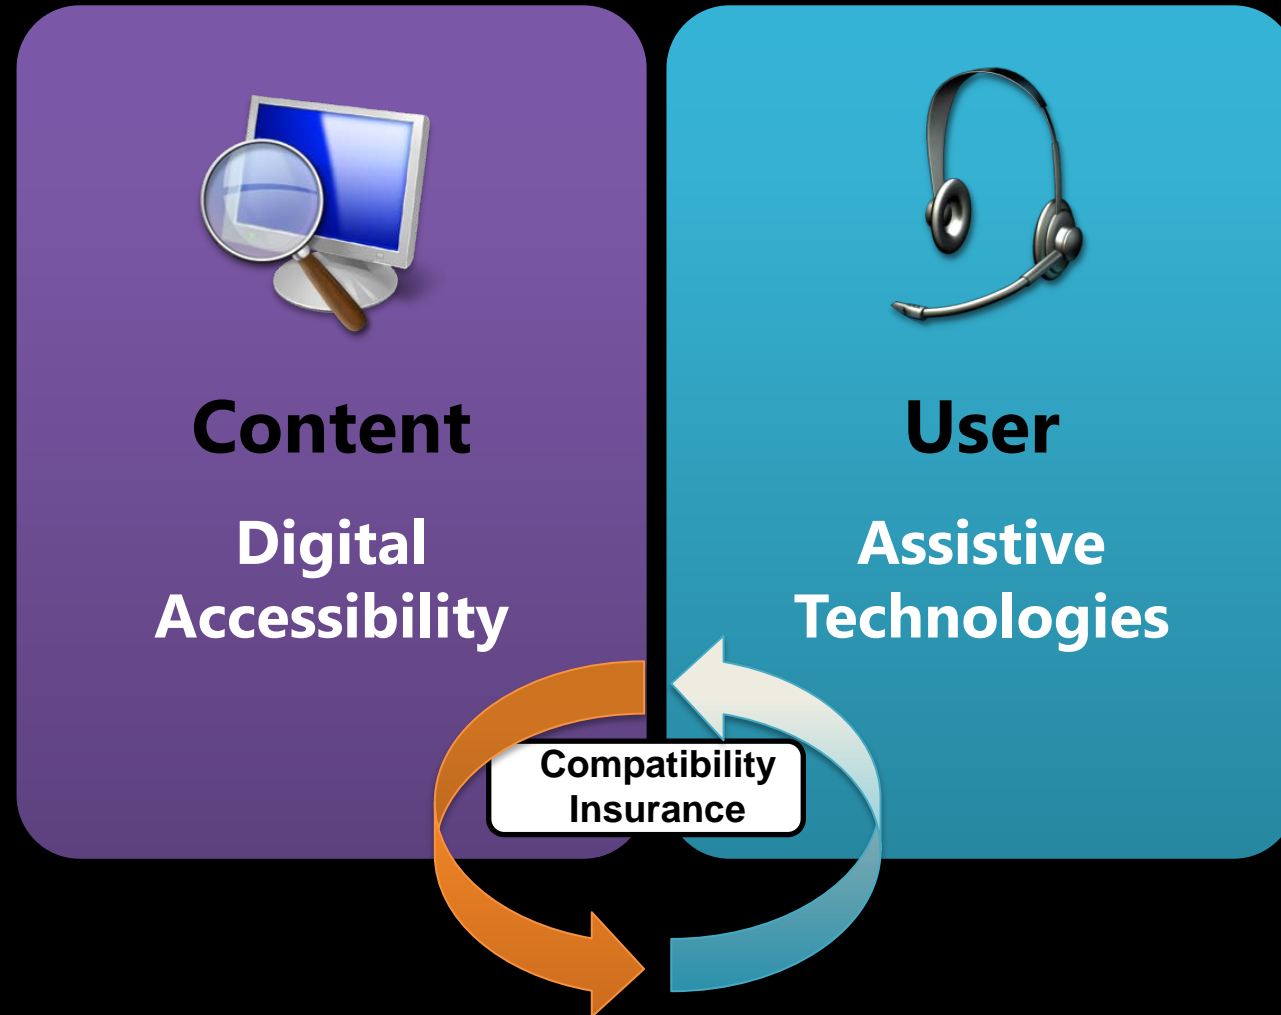 Content
Digital
Accessibility
User
Assistive
Technologies
Compatibility
Insurance